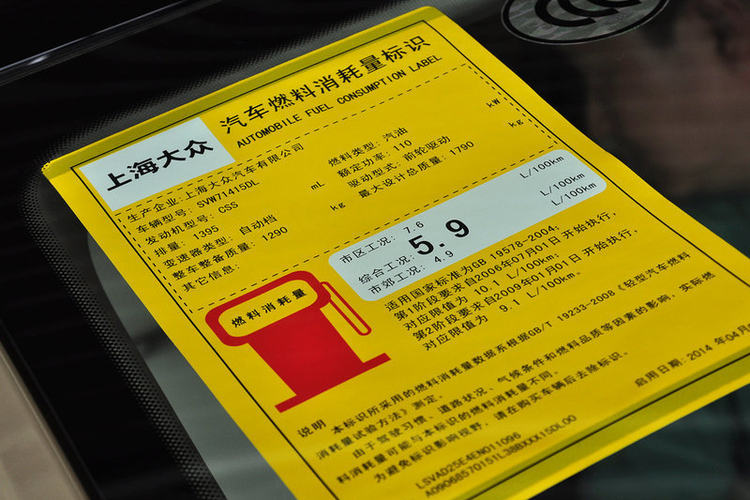 汽车燃料消耗量标识
AUTOMOBILE FUEL CONSUMPTION LABEL
上海大众
生产企业:上海大众汽车有限公司
车辆型号: SVW71415DL
发动机型号: CSS 燃料类型: 汽油
排量: 1395 mL 额定功率: 110 kW
变速器类型: 自动档 驱动型式: 前轮驱动
整车整备质量: 1290 kg 最大设计总质量: 1790 kg
其它信息:
市区工况: 7.6 L/100km
综合工况: 5.9 L/100km
市郊工况: 4.9 L/100km
燃料消耗量
适用国家标准为GB 19578-2004;
第1阶段要求自2006年07月01日开始执行,
对应限值为 10.1 L/100km;
第2阶段要求自2009年01月01日开始执行,
对应限值为 9.1 L/100km;
说明 本标识所采用的燃料消耗量数据系根据GB/T 19233-2008《轻型汽车燃料
消耗量试验方法》测定。
由于驾驶习惯、道路状况、气候条件和燃料品质等因素的影响,实际燃
料消耗量可能与本标识的燃料消耗量不同。
为避免标识影响视野,请在购买车辆后去除标识。
启用日期: 2014 年04月
LSVAD25E4EN011096
A09068570151L38BXXX15DL00